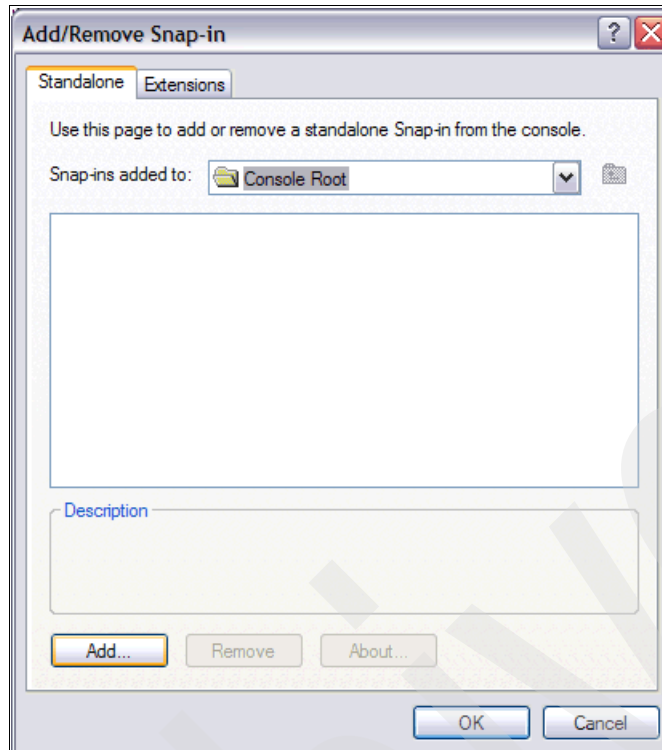 Add/Remove Snap-in
Standalone Extensions
Use this page to add or remove a standalone Snap-in from the console.
Snap-ins added to: Console Root
Description
Add... Remove About...
OK Cancel